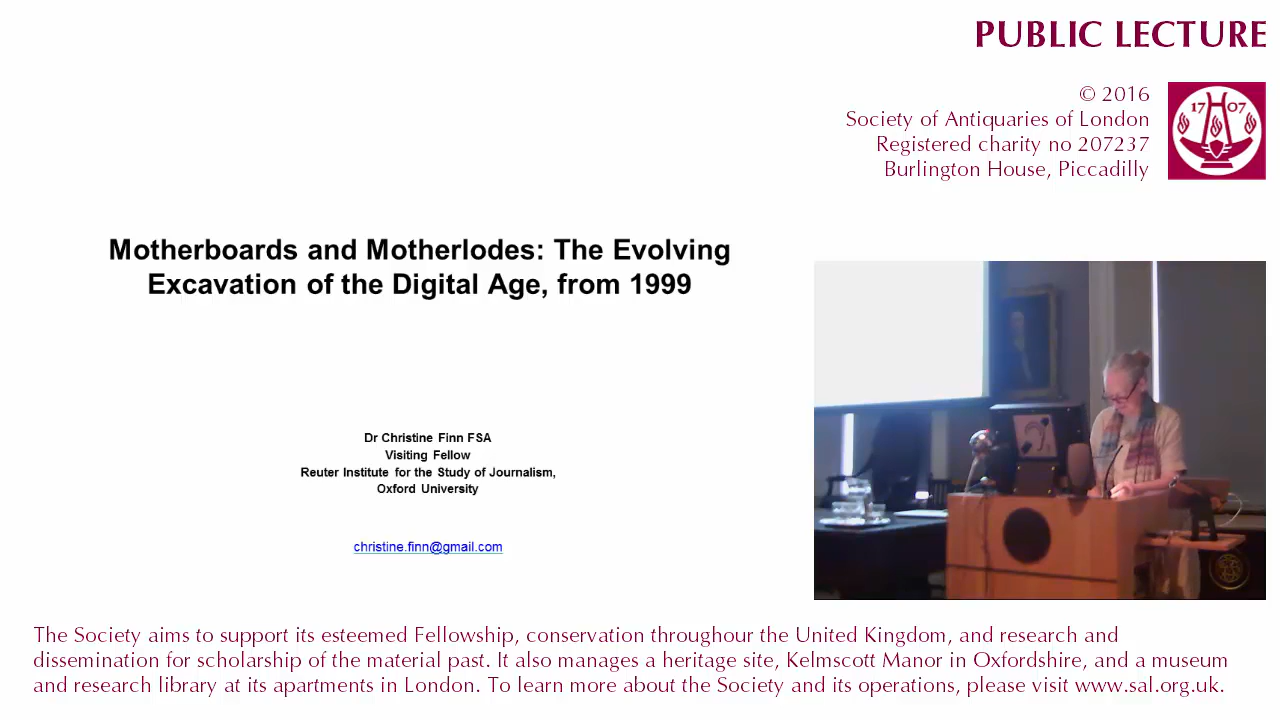 PUBLIC LECTURE
© 2016
Society of Antiquaries of London
Registered charity no 207237
Burlington House, Piccadilly
17 07
Motherboards and Motherlodes: The Evolving
Excavation of the Digital Age, from 1999
Dr Christine Finn FSA
Visiting Fellow
Reuter Institute for the Study of Journalism,
Oxford University
christine.finn@gmail.com
The Society aims to support its esteemed Fellowship, conservation throughour the United Kingdom, and research and
dissemination for scholarship of the material past. It also manages a heritage site, Kelmscott Manor in Oxfordshire, and a museum
and research library at its apartments in London. To learn more about the Society and its operations, please visit www.sal.org.uk.